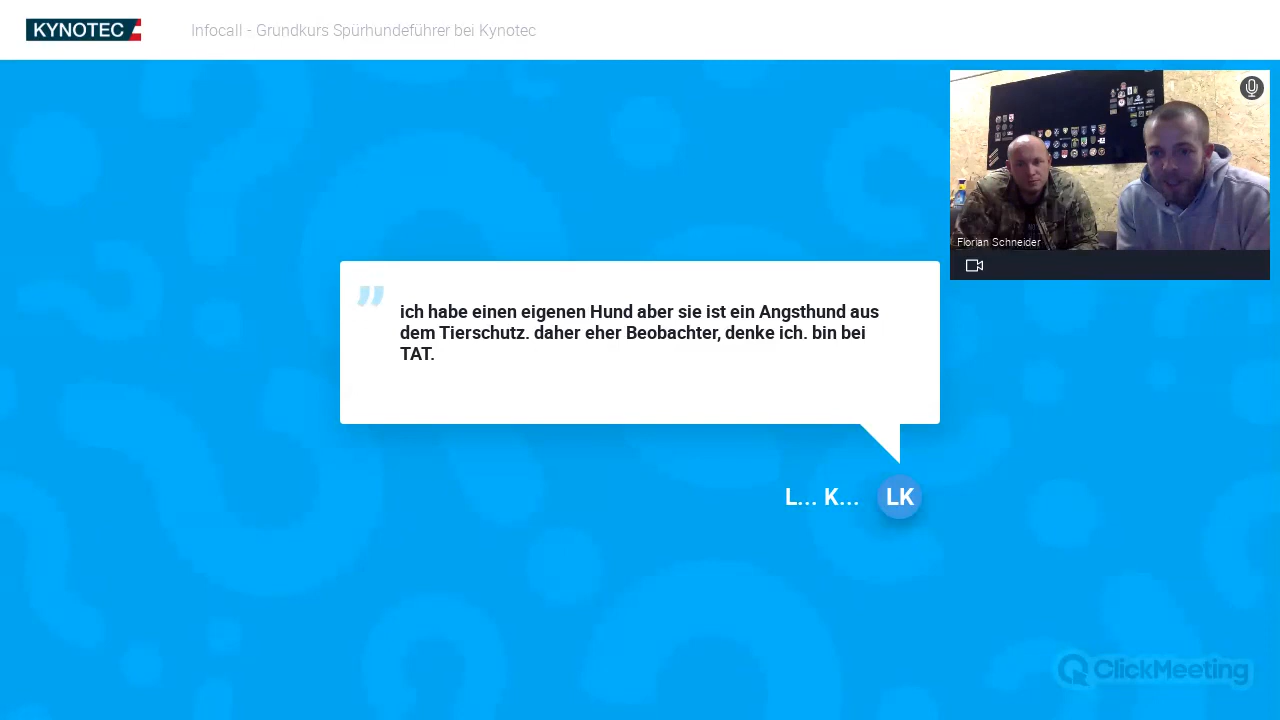 KYNOTEC
Infocall - Grundkurs Spürhundeführer bei Kynotec
Florian Schneider
ich habe einen eigenen Hund aber sie ist ein Angsthund aus
dem Tierschutz. daher eher Beobachter, denke ich. bin bei
TAT.
L... K...
LK
ClickMeeting